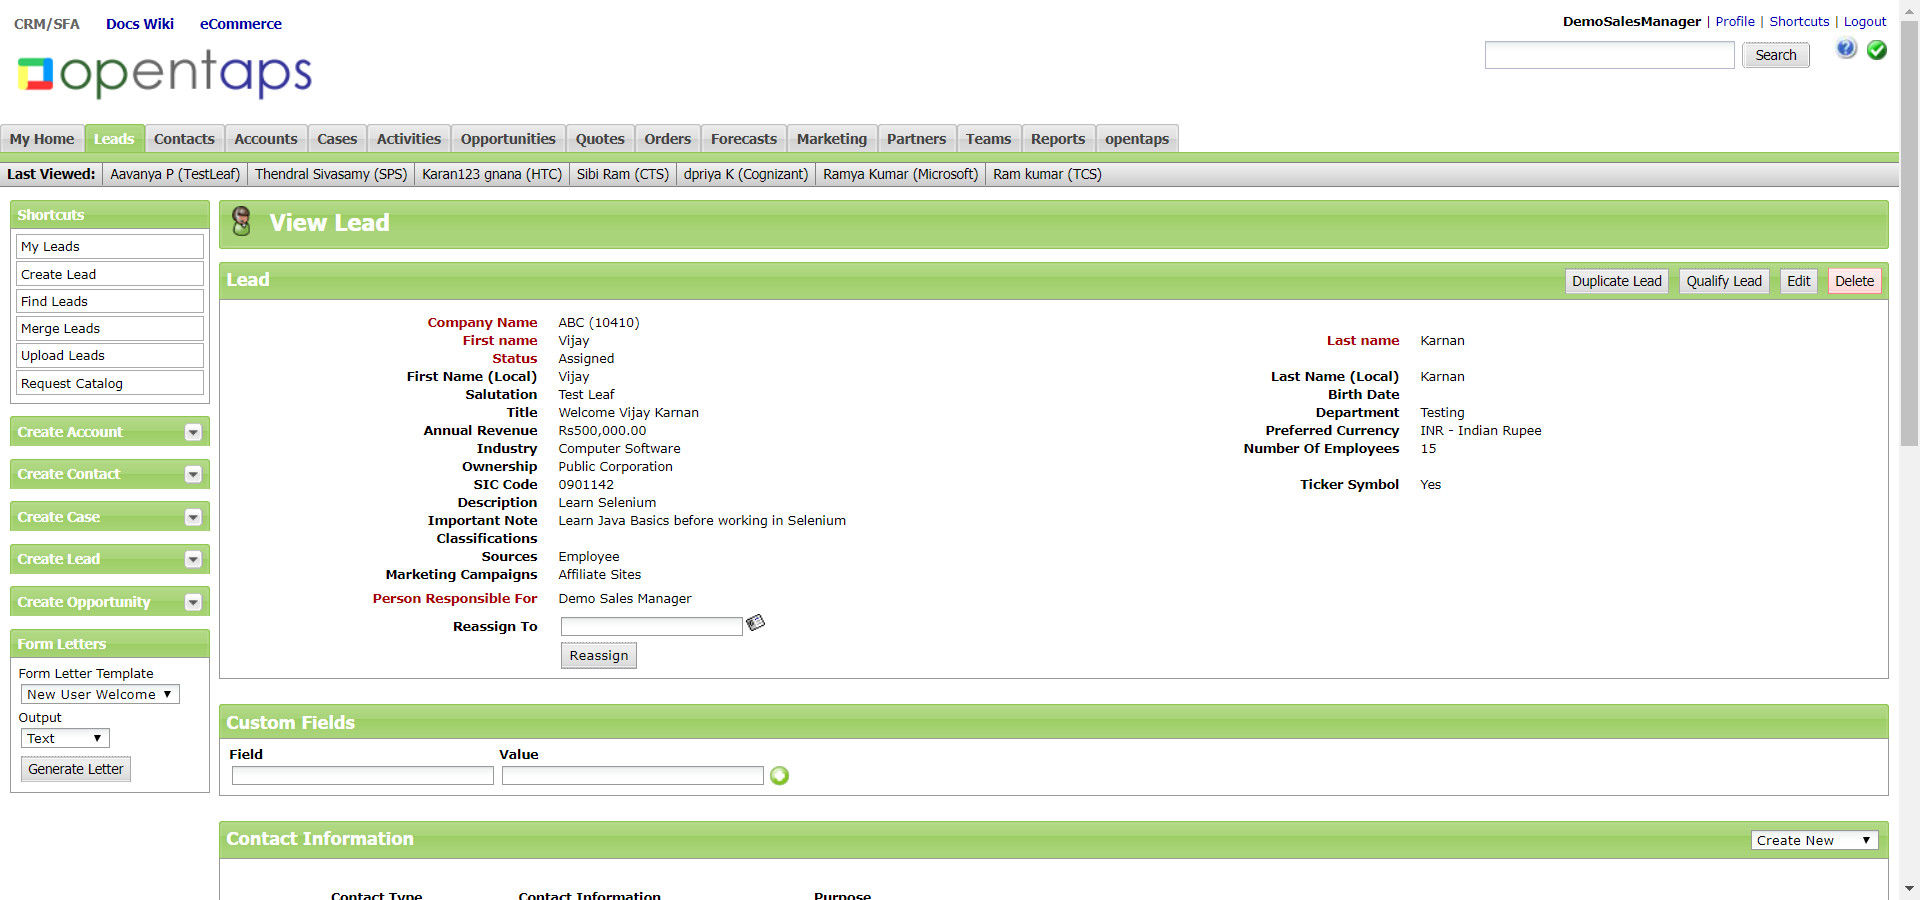 CRM/SFA Docs Wiki eCommerce
DemoSalesManager | Profile | Shortcuts | Logout
opentaps
Search
My Home Leads Contacts Accounts Cases Activities Opportunities Quotes Orders Forecasts Marketing Partners Teams Reports opentaps
Last Viewed: Aavanya P (TestLeaf) Thendral Sivasamy (SPS) Karan123 gnana (HTC) Sibi Ram (CTS) dpriya K (Cognizant) Ramya Kumar (Microsoft) Ram kumar (TCS)
Shortcuts
My Leads
Create Lead
Find Leads
Merge Leads
Upload Leads
Request Catalog
Create Account
Create Contact
Create Case
Create Lead
Create Opportunity
Form Letters
Form Letter Template
New User Welcome
Output
Text
Generate Letter
View Lead
Lead
Duplicate Lead Qualify Lead Edit Delete
Company Name ABC (10410)
First name Vijay Last name Karnan
Status Assigned
First Name (Local) Vijay Last Name (Local) Karnan
Salutation Test Leaf Birth Date
Title Welcome Vijay Karnan Department Testing
Annual Revenue Rs500,000.00 Preferred Currency INR - Indian Rupee
Industry Computer Software Number Of Employees 15
Ownership Public Corporation
SIC Code 0901142 Ticker Symbol Yes
Description Learn Selenium
Important Note Learn Java Basics before working in Selenium
Classifications
Sources Employee
Marketing Campaigns Affiliate Sites
Person Responsible For Demo Sales Manager
Reassign To
Reassign
Custom Fields
Field Value
Contact Information
Create New
Contact Type Contact Information Purpose